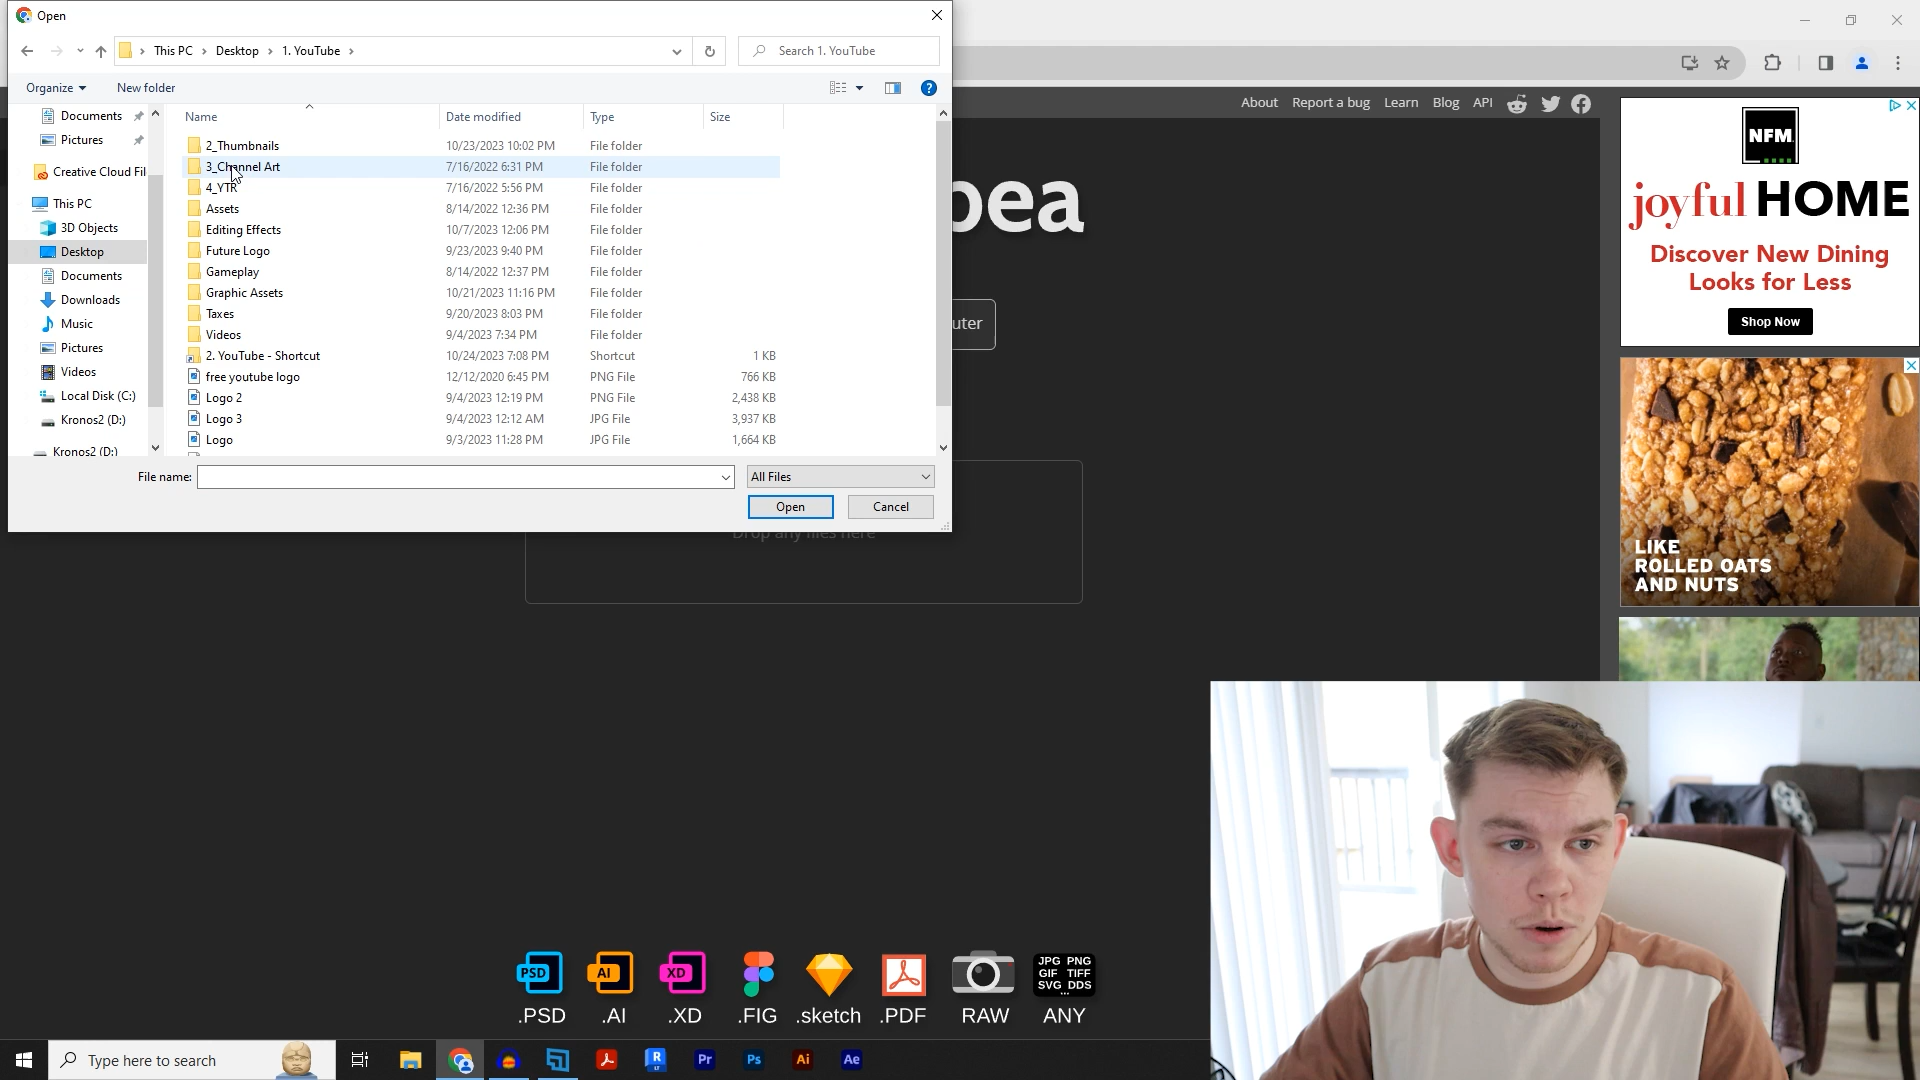 Open
This PC > Desktop > 1. YouTube >
Search 1. YouTube
Organize
New folder
Name Date modified Type Size
Documents
Pictures
Creative Cloud Fil
This PC
3D Objects
Desktop
Documents
Downloads
Music
Pictures
Videos
Local Disk (C:)
Kronos2 (D:)
Kronos2 (D:)
2_Thumbnails 10/23/2023 10:02 PM File folder
3_Channel Art 7/16/2022 6:31 PM File folder
4_YTR 7/16/2022 5:56 PM File folder
Assets 8/14/2022 12:36 PM File folder
Editing Effects 10/7/2023 12:06 PM File folder
Future Logo 9/23/2023 9:40 PM File folder
Gameplay 8/14/2022 12:37 PM File folder
Graphic Assets 10/21/2023 11:16 PM File folder
Taxes 9/20/2023 8:03 PM File folder
Videos 9/4/2023 7:34 PM File folder
2. YouTube - Shortcut 10/24/2023 7:08 PM Shortcut 1 KB
free youtube logo 12/12/2020 6:45 PM PNG File 766 KB
Logo 2 9/4/2023 12:19 PM PNG File 2,438 KB
Logo 3 9/4/2023 12:12 AM JPG File 3,937 KB
Logo 9/3/2023 11:28 PM JPG File 1,664 KB
File name:
All Files
Open
Cancel
About Report a bug Learn Blog API
pea
uter
Drop any files here
NFM
joyful HOME
Discover New Dining
Looks for Less
Shop Now
LIKE
ROLLED OATS
AND NUTS
PSD AI XD
JPG PNG
GIF TIFF
SVG DDS
...
.PSD .AI .XD .FIG .sketch .PDF RAW ANY
Type here to search
R
LT
Pr Ps Ai Ae